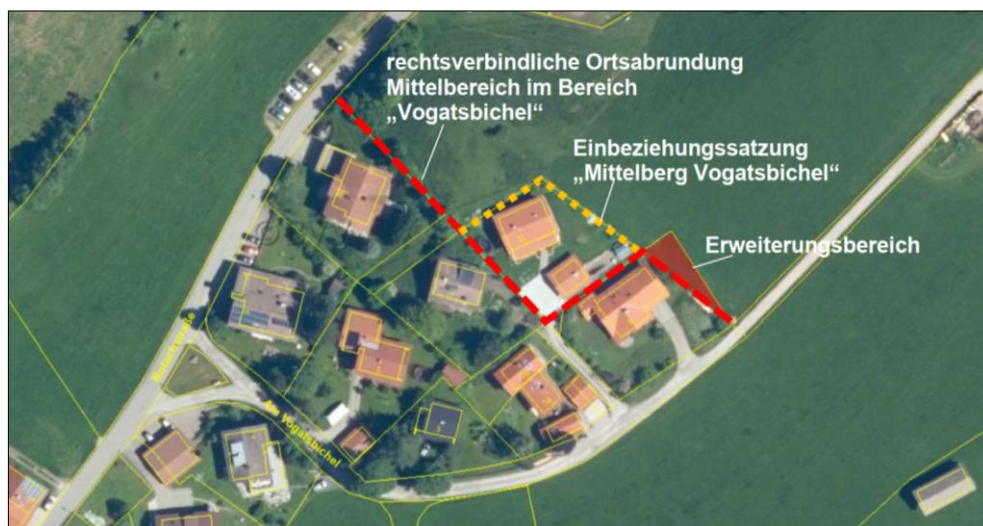 rechtsverbindliche Ortsabrundung
Mittelbereich im Bereich
„Vogatsbichel“
Einbeziehungssatzung
„Mittelberg Vogatsbichel“
Erweiterungsbereich
Am Vogatsbichel